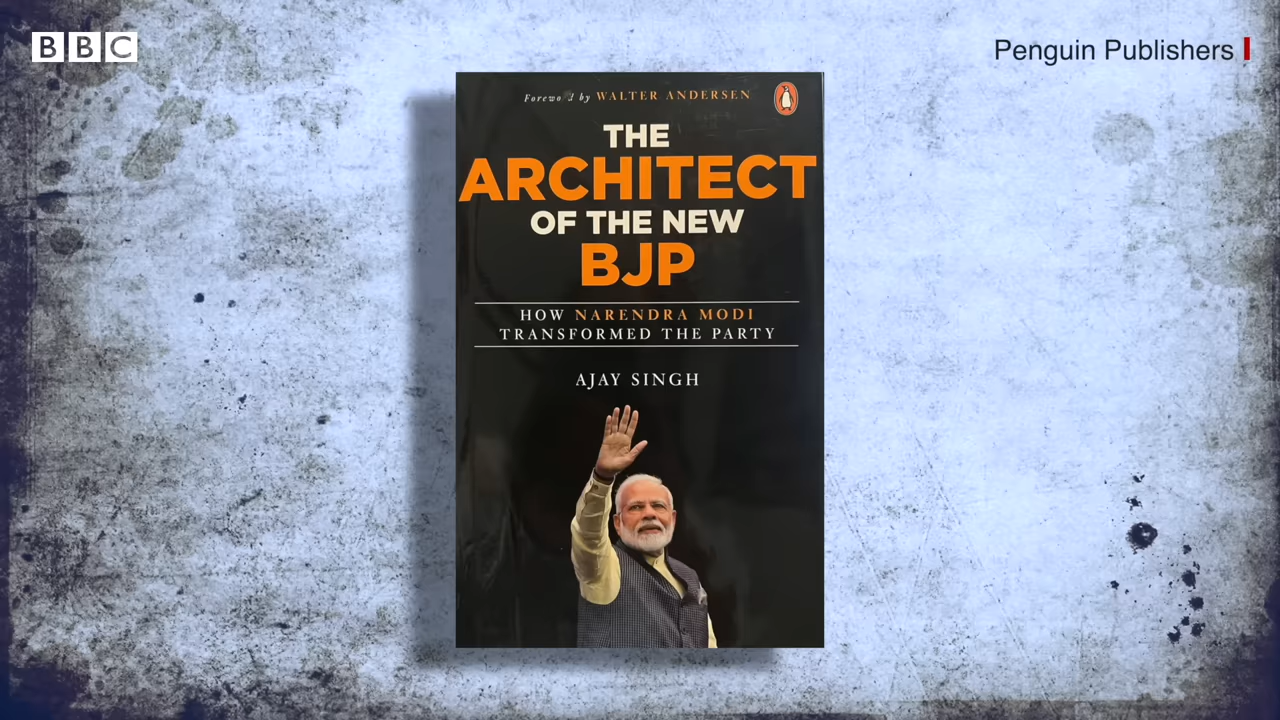 BBC
Penguin Publishers
Foreword by WALTER ANDERSEN
THE
ARCHITECT
OF THE NEW
BJP
HOW NARENDRA MODI
TRANSFORMED THE PARTY
AJAY SINGH